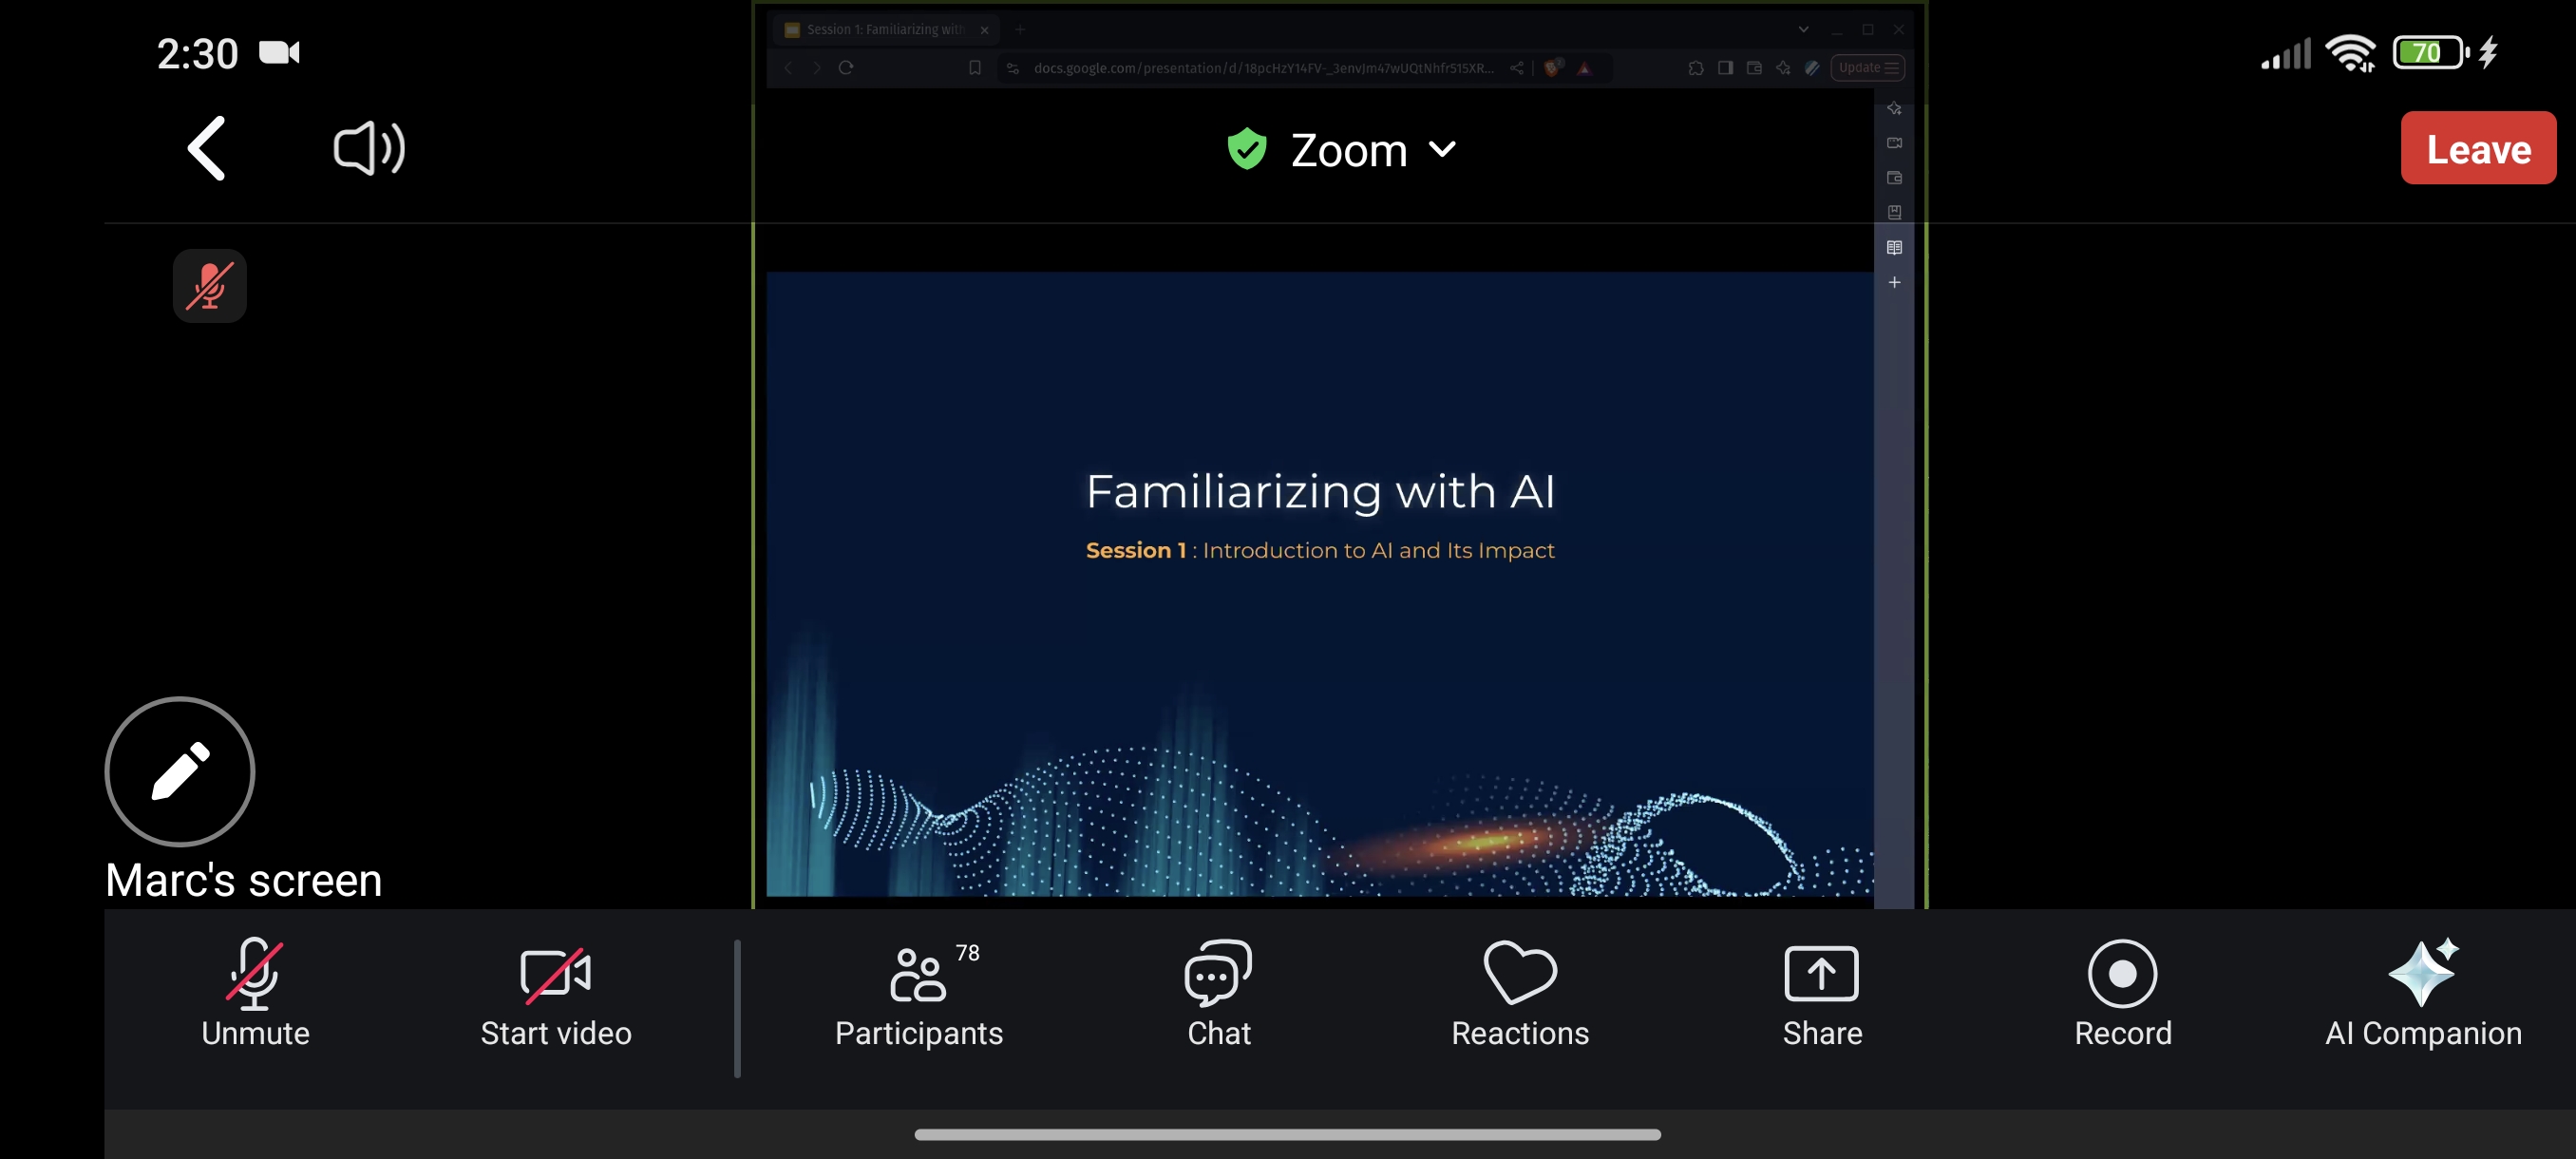 2:30
70
Session 1: Familiarizing with
docs.google.com/presentation/d/
Update
Zoom
Leave
Familiarizing with AI
Session 1 : Introduction to AI and Its Impact
Marc's screen
78
Unmute
Start video
Participants
Chat
Reactions
Share
Record
AI Companion